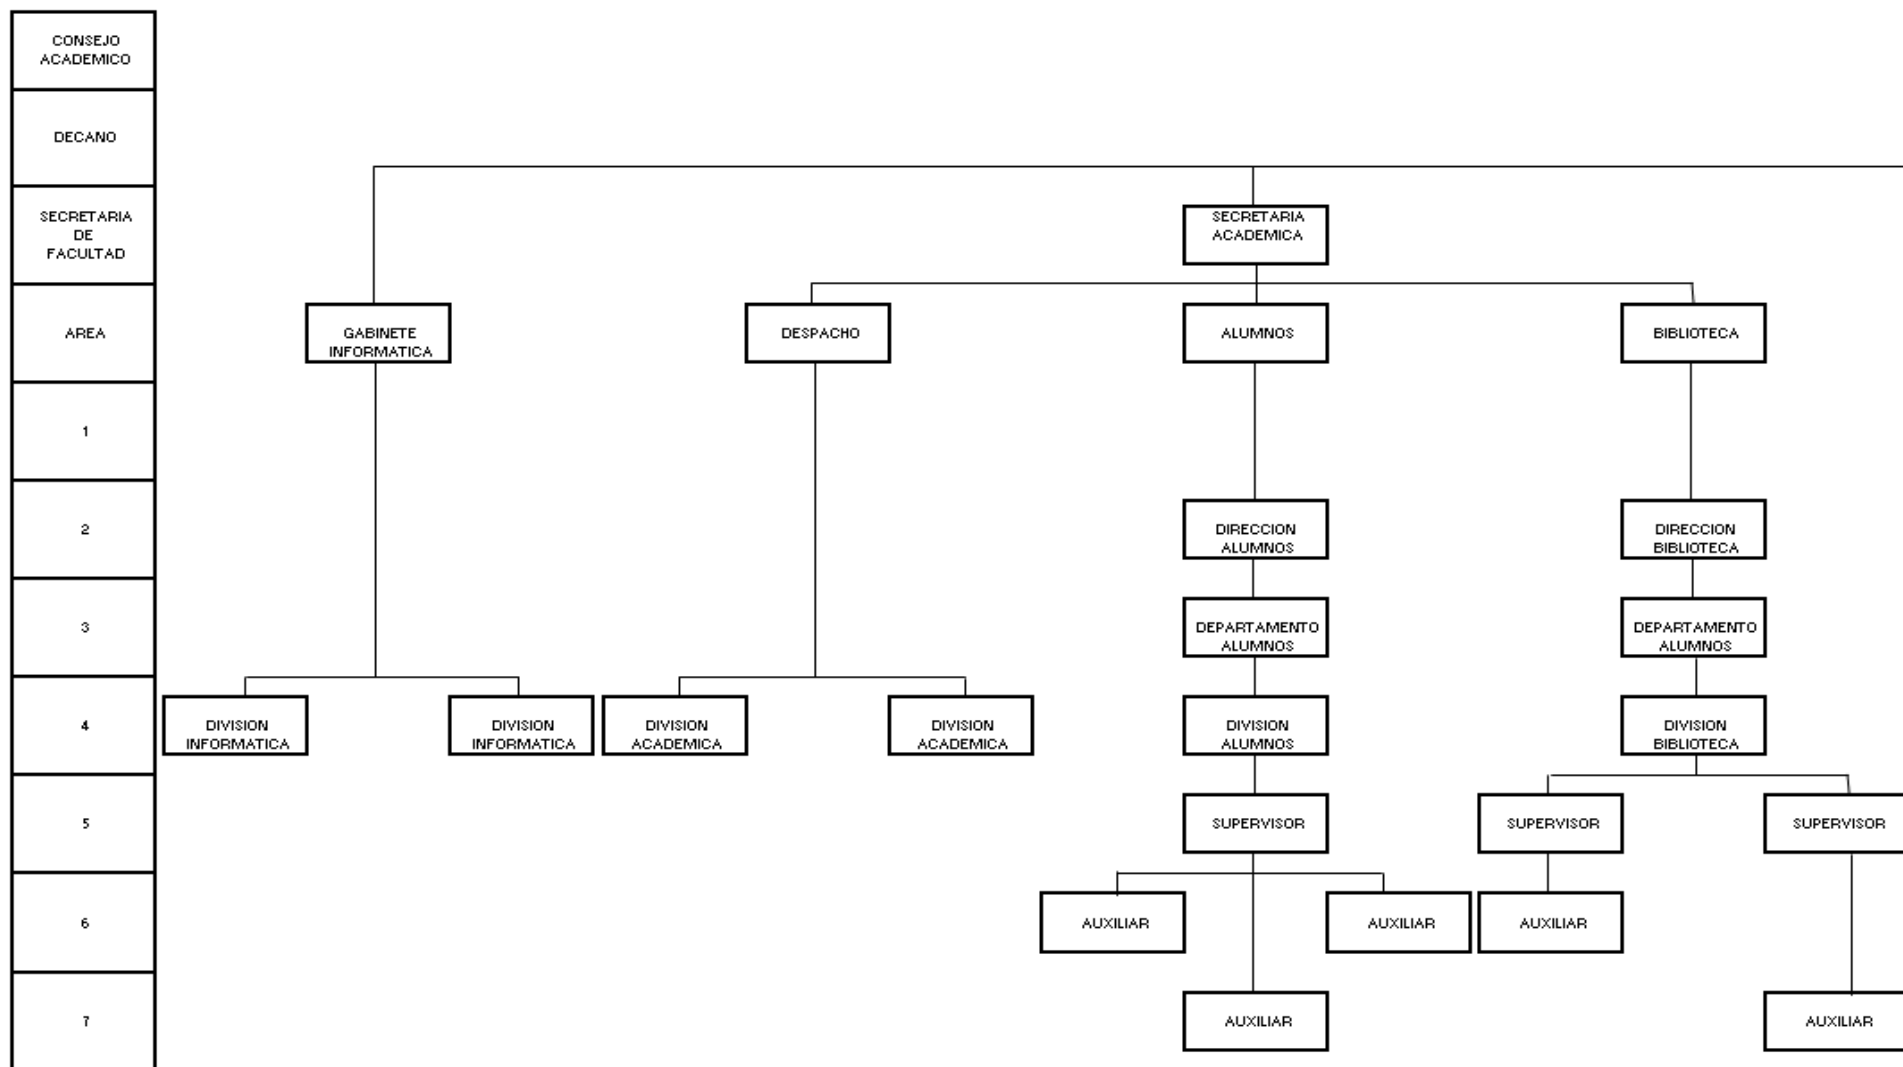 CONSEJO
ACADEMICO
DECANO
SECRETARIA
DE
FACULTAD
SECRETARIA
ACADEMICA
AREA
GABINETE
INFORMATICA
DESPACHO
ALUMNOS
BIBLIOTECA
1
2
DIRECCION
ALUMNOS
DIRECCION
BIBLIOTECA
3
DEPARTAMENTO
ALUMNOS
DEPARTAMENTO
ALUMNOS
4
DIVISION
INFORMATICA
DIVISION
INFORMATICA
DIVISION
ACADEMICA
DIVISION
ACADEMICA
DIVISION
ALUMNOS
DIVISION
BIBLIOTECA
5
SUPERVISOR
SUPERVISOR
SUPERVISOR
6
AUXILIAR
AUXILIAR
AUXILIAR
7
AUXILIAR
AUXILIAR